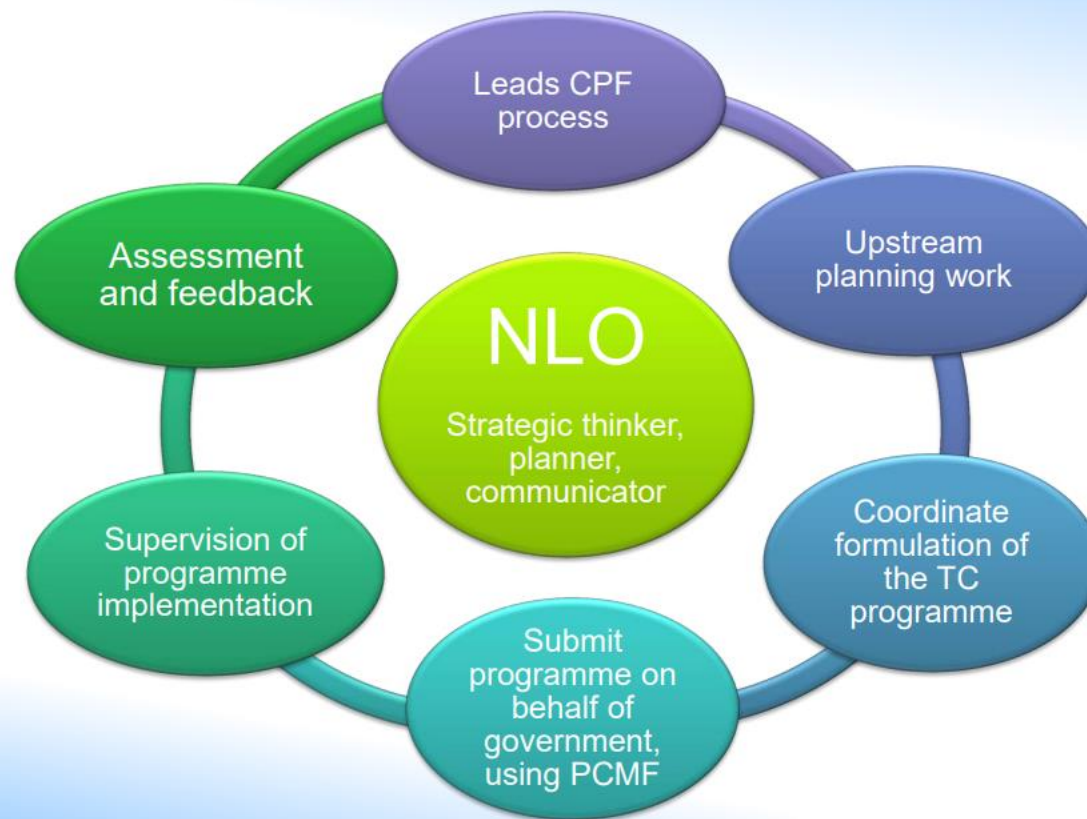 Leads CPF
process
Upstream
planning work
Coordinate
formulation of
the TC
programme
Submit
programme on
behalf of
government,
using PCMF
Supervision of
programme
implementation
Assessment
and feedback
NLO
Strategic thinker,
planner,
communicator